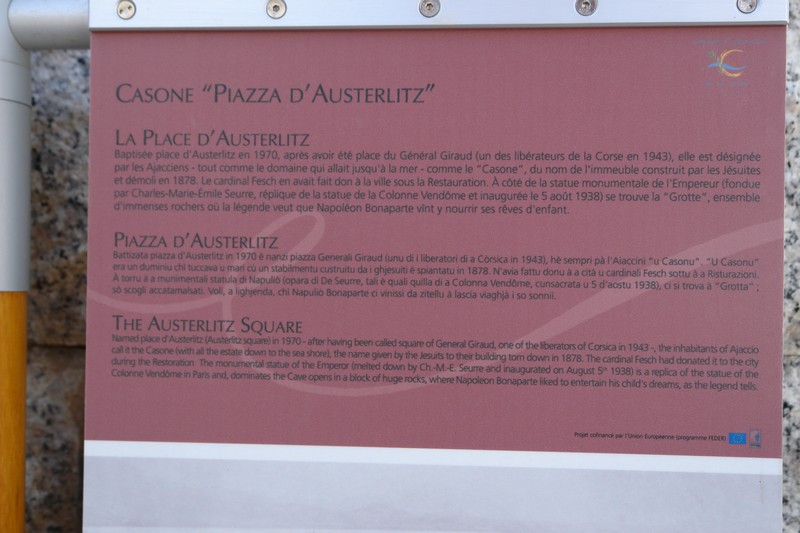 CASONE “PIAZZA D’AUSTERLITZ”
LA PLACE D’AUSTERLITZ
Baptisée place d’Austerlitz en 1970, après avoir été place du Général Giraud (un des libérateurs de la Corse en 1943), elle est désignée
par les Ajacciens - tout comme le domaine qui allait jusqu’à la mer - comme le “Casone”, du nom de l’immeuble construit par les Jésuites
et démoli en 1878. Le cardinal Fesch en avait fait don à la ville sous la Restauration. À côté de la statue monumentale de l’Empereur (fondue
par Charles-Marie-Émile Seurre, réplique de la statue de la Colonne Vendôme et inaugurée le 5 août 1938) se trouve la “Grotte”, ensemble
d’immenses rochers où la légende veut que Napoléon Bonaparte vînt y nourrir ses rêves d’enfant.
PIAZZA D’AUSTERLITZ
Battizata piazza d’Austerlitz in 1970 è nanzi piazza Generali Giraud (unu di i liberatori di a Còrsica in 1943), hè sempri pà l’Aiaccini “u Casonu”. “U Casonu”
era un duminiu chì tuccava u mari cù un stabilmentu custruitu da i ghjesuiti è spiantatu in 1878. N’avia fattu donu à a cità u cardinali Fesch sottu à a Risturazioni.
À torru à a munimentali statula di Napulió (opara di De Seurre, tali è quali quilla di a Colonna Vendôme, cunsacrata u 5 d’aostu 1938), ci si trova à “Grotta” ;
sò scogli accatamalsati. Voli, a lighjenda, chì Napulió Bonaparte ci vinissi da zitellu à lascia viaghjà i so sonnii.
THE AUSTERLITZ SQUARE
Named place d’Austerlitz (Austerlitz square) in 1970 - after having been called square of General Giraud, one of the liberators of Corsica in 1943 -, the inhabitants of Ajaccio
call it the Casone (with all the estate down to the sea shore), the name given by the Jesuits to their building torn down in 1878. The cardinal Fesch had donated it to the city
during the Restoration. The monumental statue of the Emperor (melted down by Ch.-M.-E. Seurre and inaugurated on August 5th 1938) is a replica of the statue of the
Colonne Vendôme in Paris and, dominates the Cave opens in a block of huge rocks, where Napoleon Bonaparte liked to entertain his child’s dreams, as the legend tells.
Projet cofinancé par l’Union Européenne (programme FEDER)